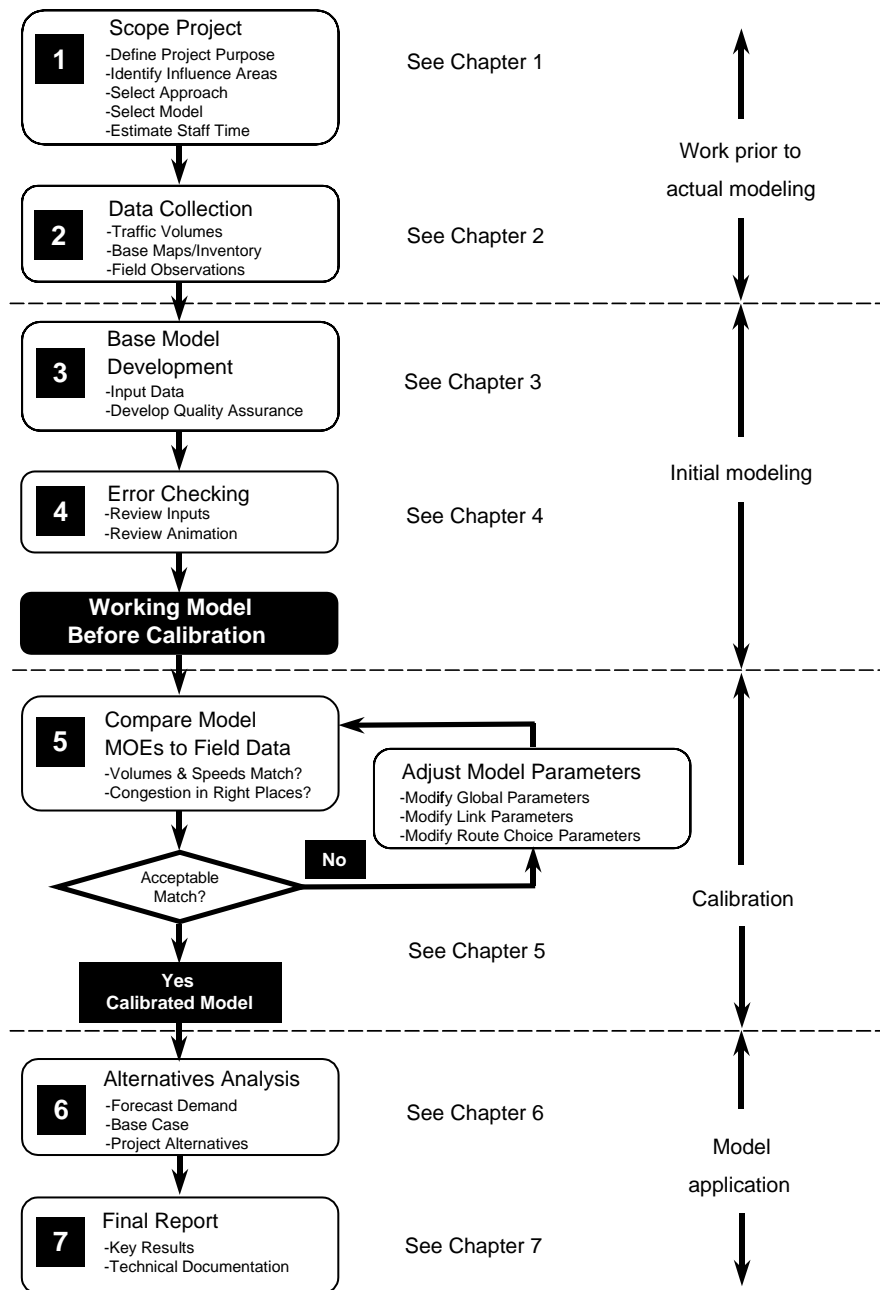 1
Scope Project
-Define Project Purpose
-Identify Influence Areas
-Select Approach
-Select Model
-Estimate Staff Time
See Chapter 1
Work prior to
actual modeling
2
Data Collection
-Traffic Volumes
-Base Maps/Inventory
-Field Observations
See Chapter 2
3
Base Model
Development
-Input Data
-Develop Quality Assurance
See Chapter 3
Initial modeling
4
Error Checking
-Review Inputs
-Review Animation
See Chapter 4
Working Model
Before Calibration
5
Compare Model
MOEs to Field Data
-Volumes & Speeds Match?
-Congestion in Right Places?
Adjust Model Parameters
-Modify Global Parameters
-Modify Link Parameters
-Modify Route Choice Parameters
No
Acceptable
Match?
Calibration
See Chapter 5
Yes
Calibrated Model
6
Alternatives Analysis
-Forecast Demand
-Base Case
-Project Alternatives
See Chapter 6
Model
application
7
Final Report
-Key Results
-Technical Documentation
See Chapter 7